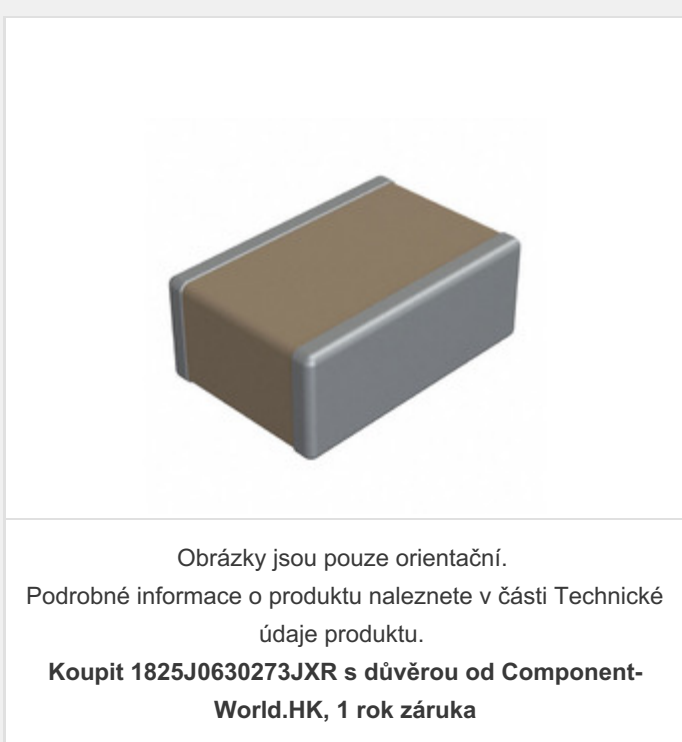 Obrázky jsou pouze orientační.
Podrobné informace o produktu naleznete v části Technické
údaje produktu.
Koupit 1825J0630273JXR s důvěrou od Component-
World.HK, 1 rok záruka